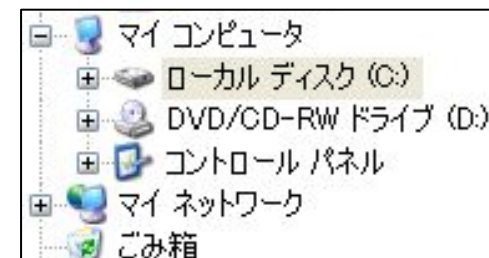 マイ コンピュータ
ローカル ディスク (C:)
DVD/CD-RW ドライブ (D:)
コントロール パネル
マイ ネットワーク
ごみ箱